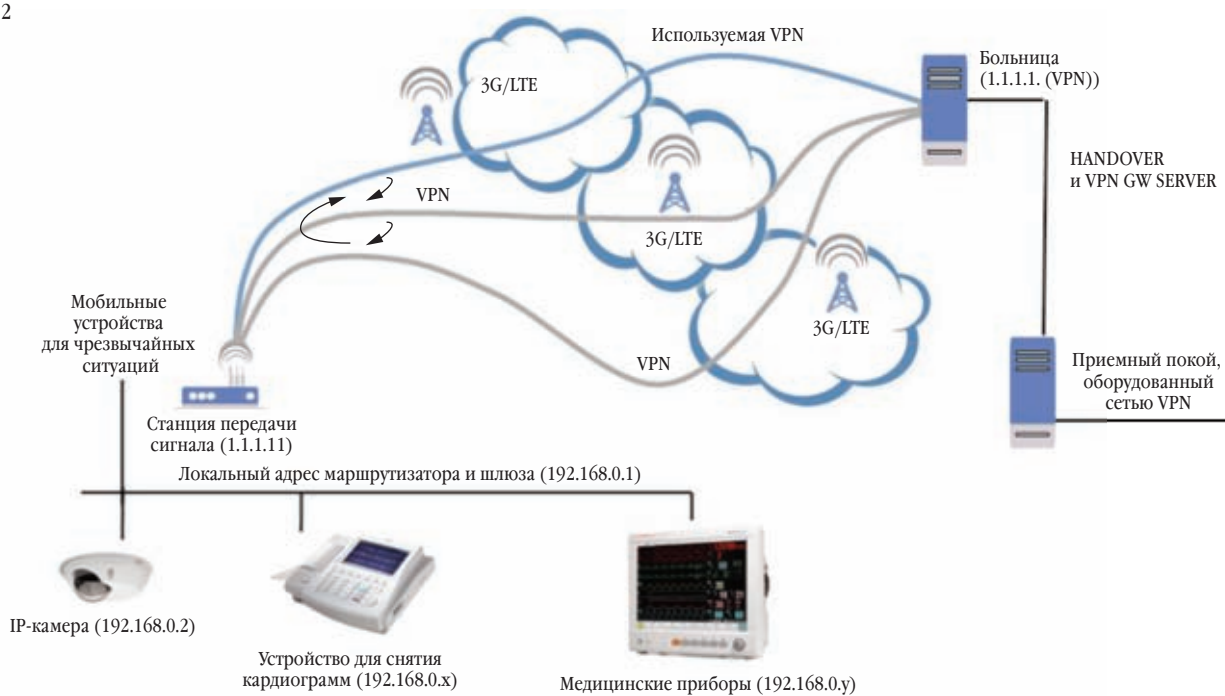 2
Используемая VPN
Больница
(1.1.1.1. (VPN))
3G/LTE
HANDOVER
и VPN GW SERVER
VPN
3G/LTE
Мобильные
устройства
для чрезвычайных
ситуаций
3G/LTE
VPN
Приемный покой,
оборудованный
сетью VPN
Станция передачи
сигнала (1.1.1.11)
Локальный адрес маршрутизатора и шлюза (192.168.0.1)
IP-камера (192.168.0.2)
Устройство для снятия
кардиограмм (192.168.0.x)
Медицинские приборы (192.168.0.y)